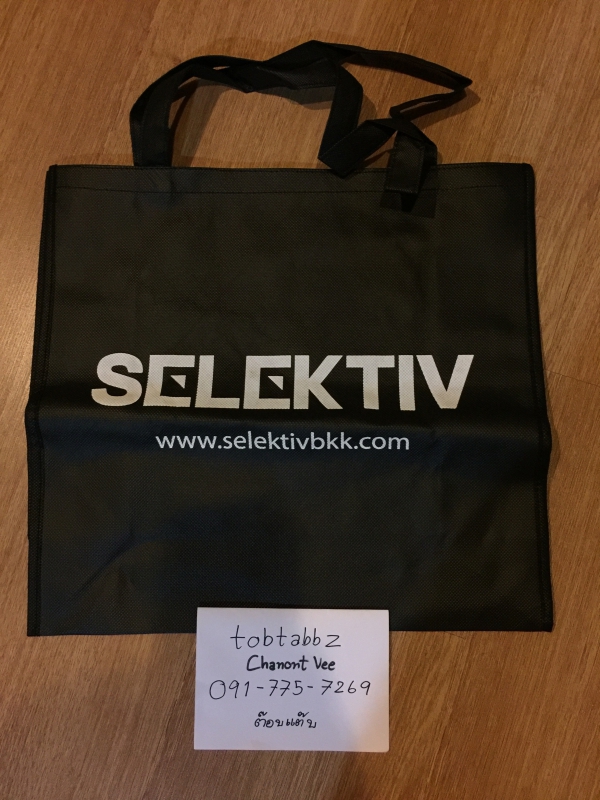 SELEKTIV
www.selektivbkk.com
tobtabbz
Chanont Vee
091-775-7269
ต๊อบแต๊บ